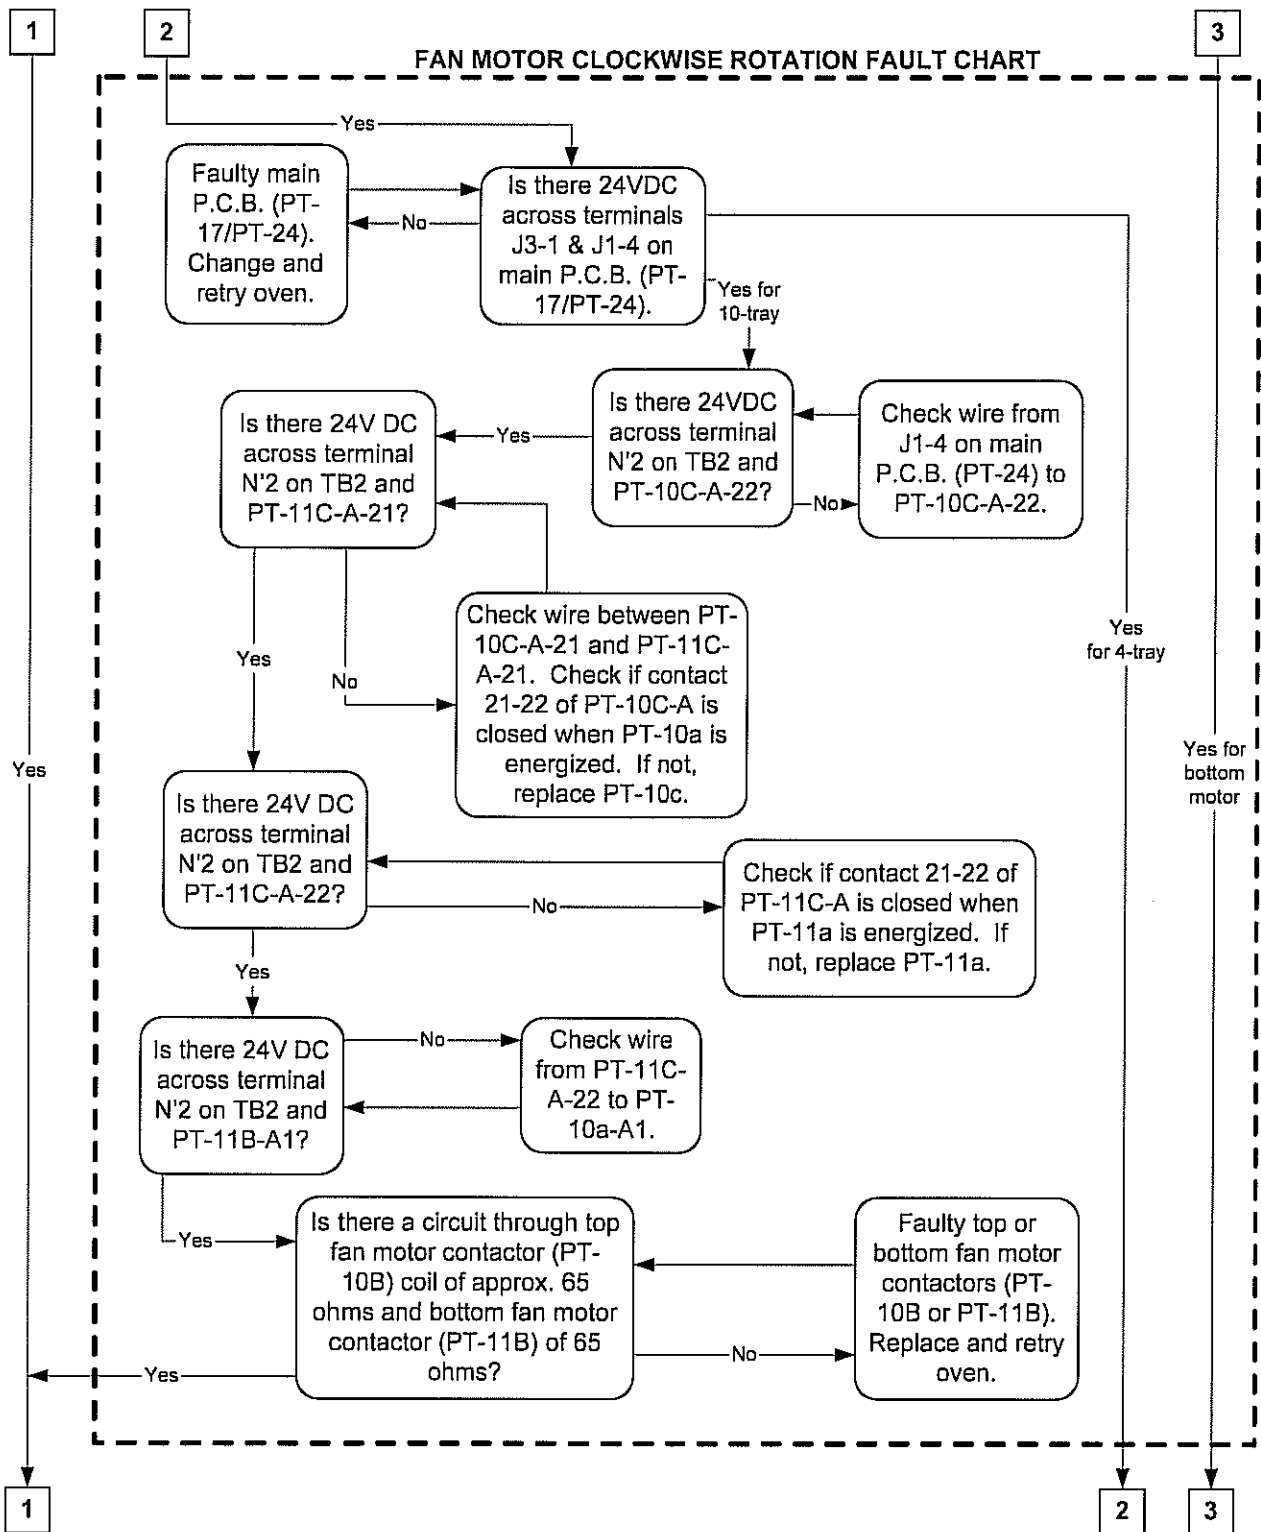 1
2
3
FAN MOTOR CLOCKWISE ROTATION FAULT CHART
Yes
Faulty main
P.C.B. (PT-
17/PT-24).
Change and
retry oven.
No
Is there 24VDC
across terminals
J3-1 & J1-4 on
main P.C.B. (PT-
17/PT-24).
Yes for
10-tray
Is there 24V DC
across terminal
N'2 on TB2 and
PT-11C-A-21?
Yes
Is there 24VDC
across terminal
N'2 on TB2 and
PT-10C-A-22?
No
Check wire from
J1-4 on main
P.C.B. (PT-24) to
PT-10C-A-22.
Yes
No
Check wire between PT-
10C-A-21 and PT-11C-
A-21. Check if contact
21-22 of PT-10C-A is
closed when PT-10a is
energized. If not,
replace PT-10c.
Yes
for 4-tray
Yes
Yes for
bottom
motor
Is there 24V DC
across terminal
N'2 on TB2 and
PT-11C-A-22?
No
Check if contact 21-22 of
PT-11C-A is closed when
PT-11a is energized. If
not, replace PT-11a.
Yes
Is there 24V DC
across terminal
N'2 on TB2 and
PT-11B-A1?
No
Check wire
from PT-11C-
A-22 to PT-
10a-A1.
Yes
Is there a circuit through top
fan motor contactor (PT-
10B) coil of approx. 65
ohms and bottom fan motor
contactor (PT-11B) of 65
ohms?
No
Faulty top or
bottom fan motor
contactors (PT-
10B or PT-11B).
Replace and retry
oven.
Yes
1
2
3